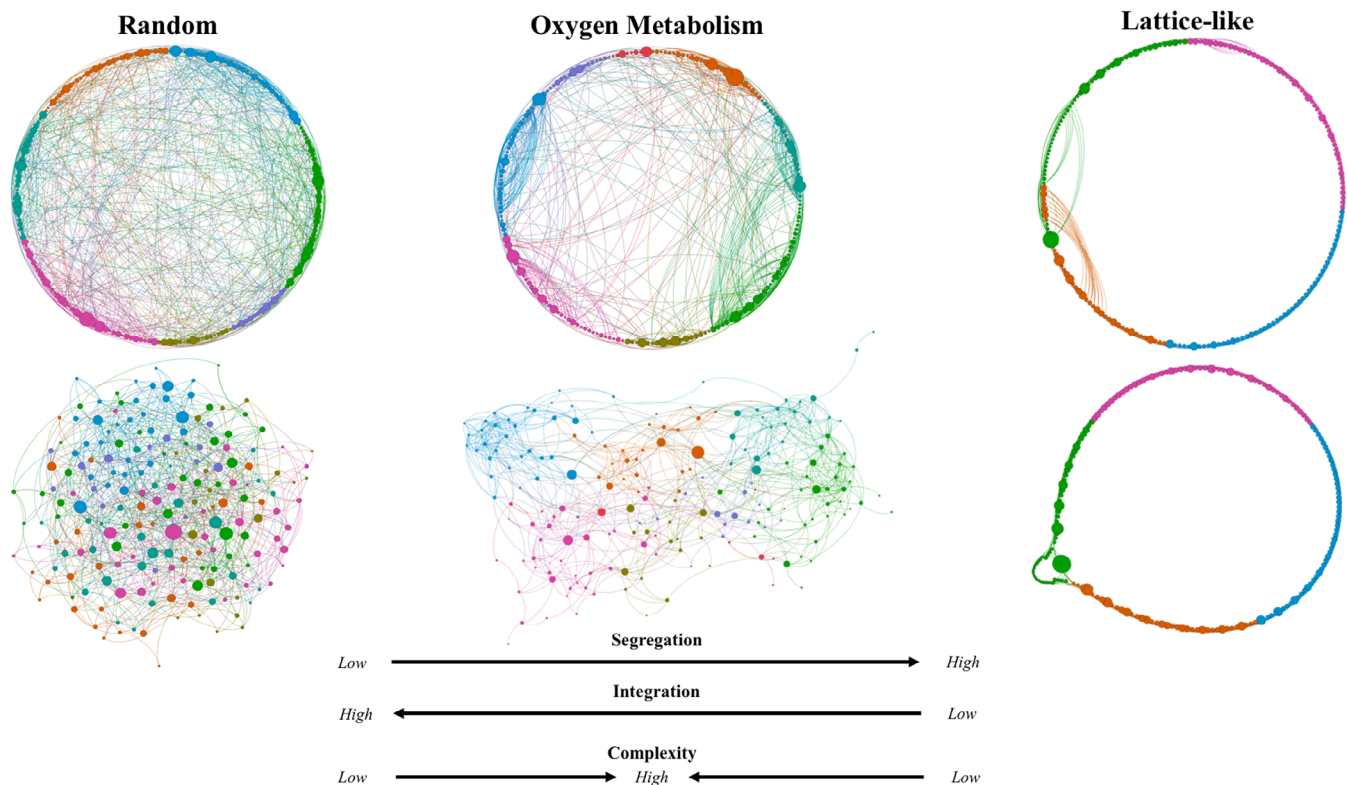 Random
Oxygen Metabolism
Lattice-like
Segregation
Low
High
Integration
High
Low
Complexity
Low
High
Low